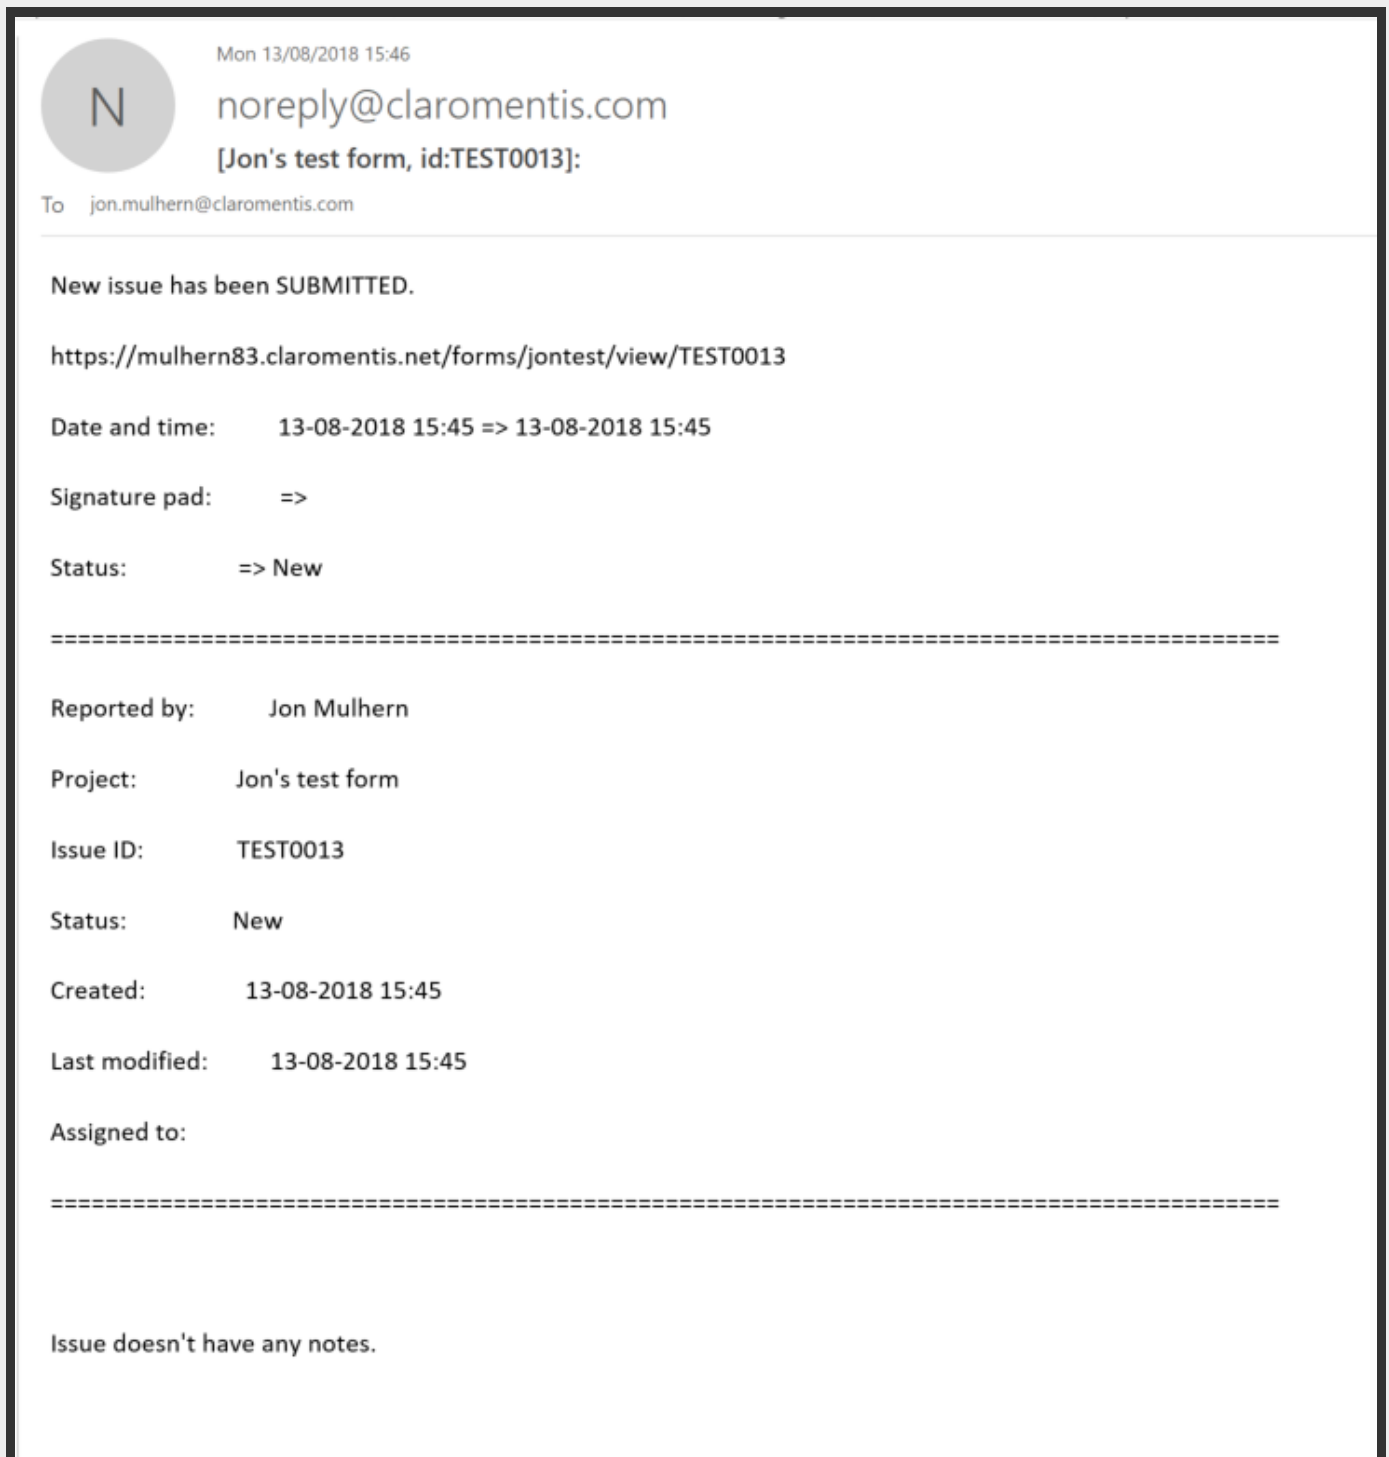 N
Mon 13/08/2018 15:46
noreply@claromentis.com
[Jon's test form, id:TEST0013]:
To jon.mulhern@claromentis.com
New issue has been SUBMITTED.
https://mulhern83.claromentis.net/forms/jontest/view/TEST0013
Date and time: 13-08-2018 15:45 => 13-08-2018 15:45
Signature pad: =>
Status: => New
==========================================================================================
Reported by: Jon Mulhern
Project: Jon's test form
Issue ID: TEST0013
Status: New
Created: 13-08-2018 15:45
Last modified: 13-08-2018 15:45
Assigned to:
==========================================================================================
Issue doesn't have any notes.